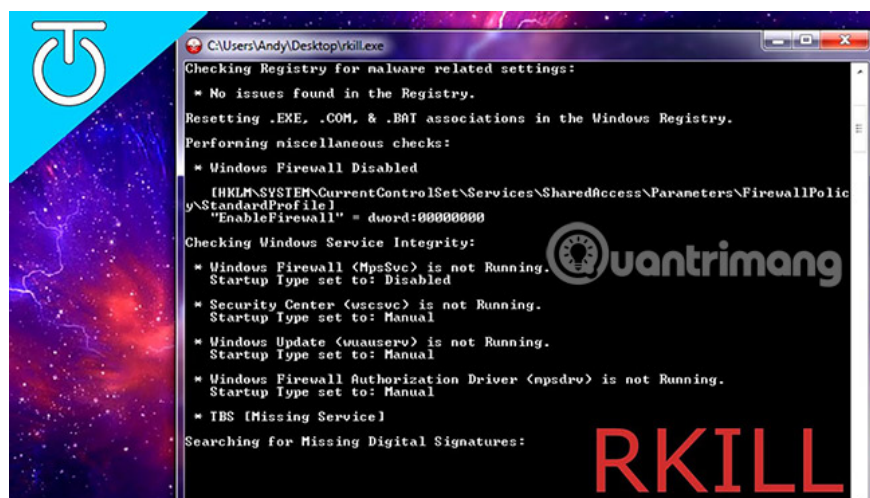 C:\Users\Andy\Desktop\rkill.exe
Checking Registry for malware related settings:
* No issues found in the Registry.
Resetting .EXE, .COM, & .BAT associations in the Windows Registry.
Performing miscellaneous checks:
* Windows Firewall Disabled
[HKLM\SYSTEM\CurrentControlSet\Services\SharedAccess\Parameters\FirewallPolic
y\StandardProfile]
"EnableFirewall" = dword:00000000
Checking Windows Service Integrity:
* Windows Firewall (MpsSvc) is not Running.
Startup Type set to: Disabled
Quantrimang
* Security Center (wscsvc) is not Running.
Startup Type set to: Manual
* Windows Update (wuauserv) is not Running.
Startup Type set to: Manual
* Windows Firewall Authorization Driver (mpsdrv) is not Running.
Startup Type set to: Manual
* TBS [Missing Service]
Searching for Missing Digital Signatures:
RKILL